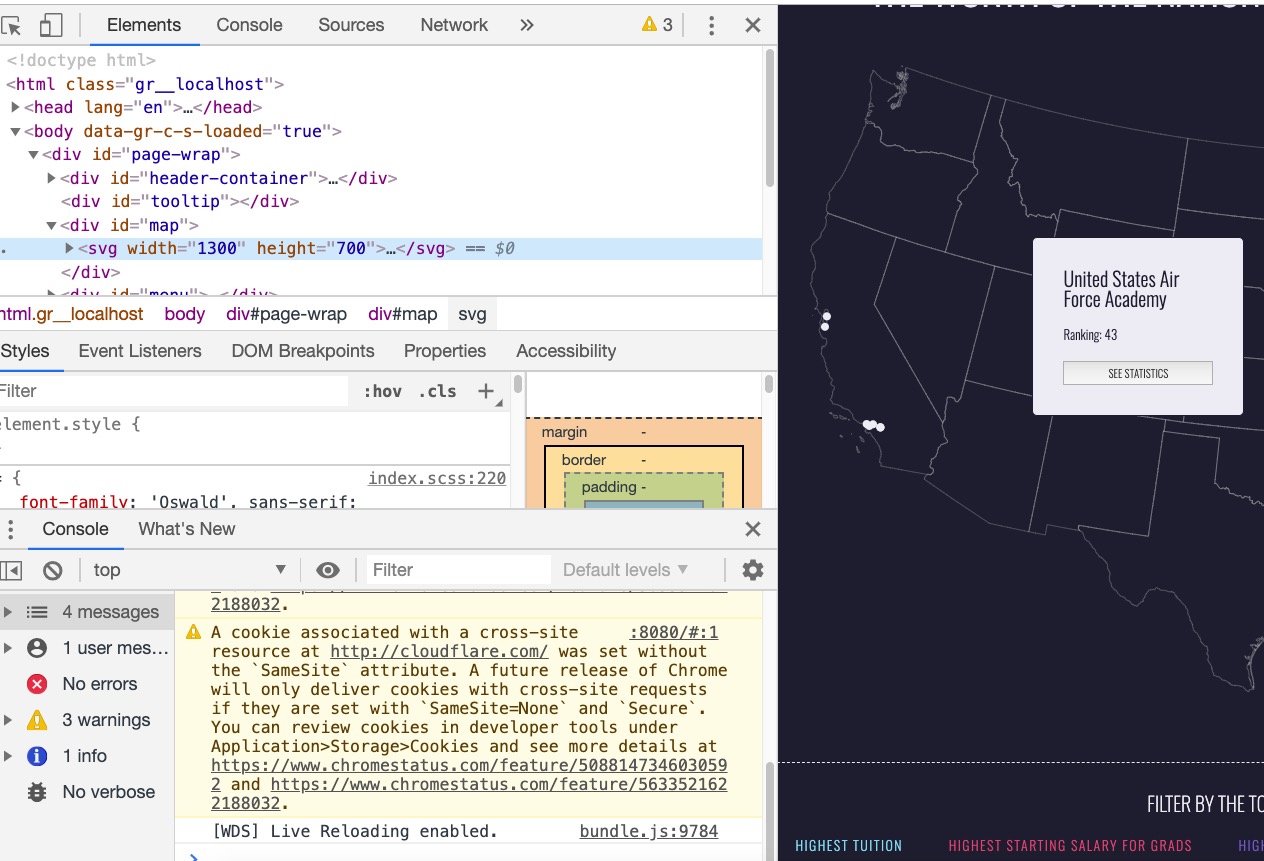 Elements Console Sources Network » 3
<!doctype html>
<html class="gr__localhost">
<head lang="en">…</head>
<body data-gr-c-s-loaded="true">
<div id="page-wrap">
<div id="header-container">…</div>
<div id="tooltip"></div>
<div id="map">
<svg width="1300" height="700">…</svg> == $0
</div>
html.gr__localhost body div#page-wrap div#map svg
Styles Event Listeners DOM Breakpoints Properties Accessibility
Filter :hov .cls +
element.style {
{ index.scss:220
font-family: 'Oswald', sans-serif;
margin -
border -
padding -
Console What's New
top Filter Default levels
4 messages
1 user mes…
No errors
3 warnings
1 info
No verbose
2188032.
A cookie associated with a cross-site :8080/#:1
resource at http://cloudflare.com/ was set without
the `SameSite` attribute. A future release of Chrome
will only deliver cookies with cross-site requests
if they are set with `SameSite=None` and `Secure`.
You can review cookies in developer tools under
Application>Storage>Cookies and see more details at
https://www.chromestatus.com/feature/508814734603059
2 and https://www.chromestatus.com/feature/563352162
2188032.
[WDS] Live Reloading enabled. bundle.js:9784
United States Air
Force Academy
Ranking: 43
SEE STATISTICS
FILTER BY THE TO
HIGHEST TUITION HIGHEST STARTING SALARY FOR GRADS HIGH